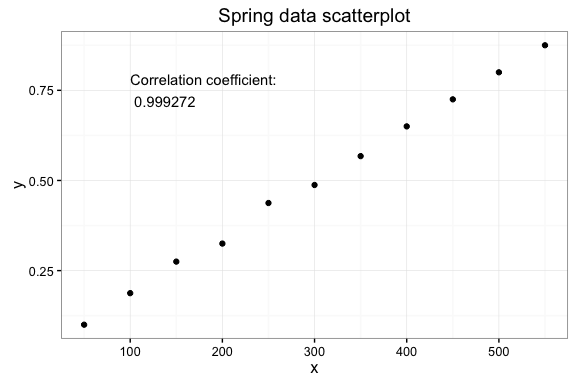 Spring data scatterplot
Correlation coefficient:
0.999272
0.75
0.50
0.25
y
100 200 300 400 500
x